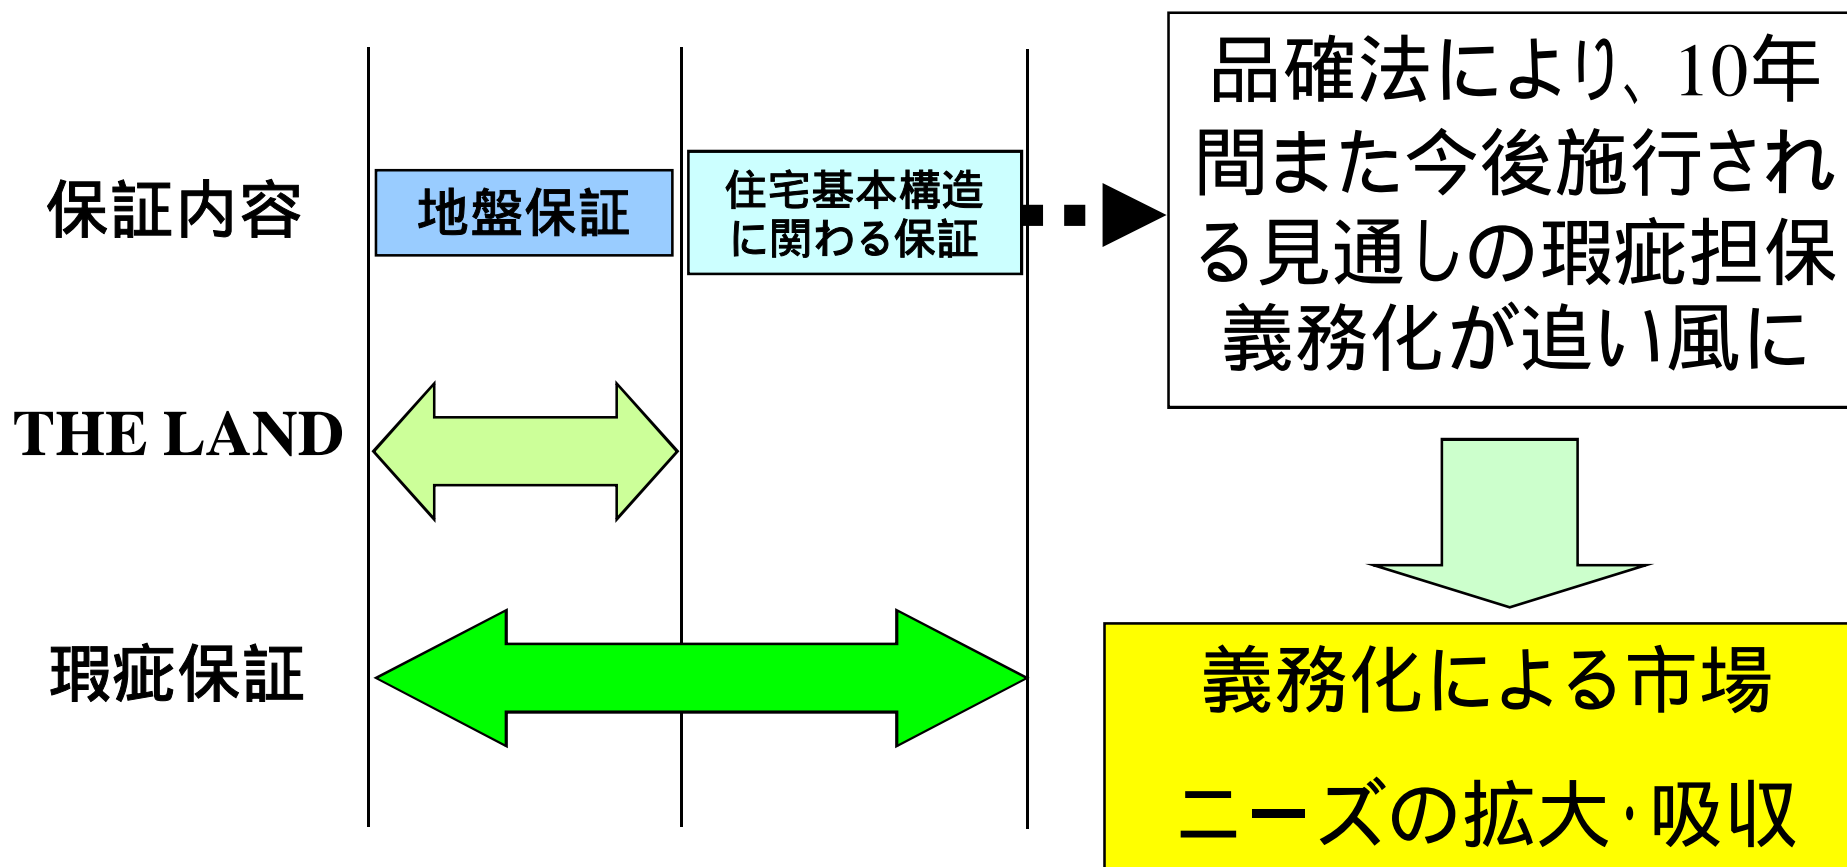 保証内容
地盤保証
住宅基本構造
に関わる保証
品確法により、10年
間また今後施行され
る見通しの瑕疵担保
義務化が追い風に
THE LAND
瑕疵保証
義務化による市場
ニーズの拡大・吸収